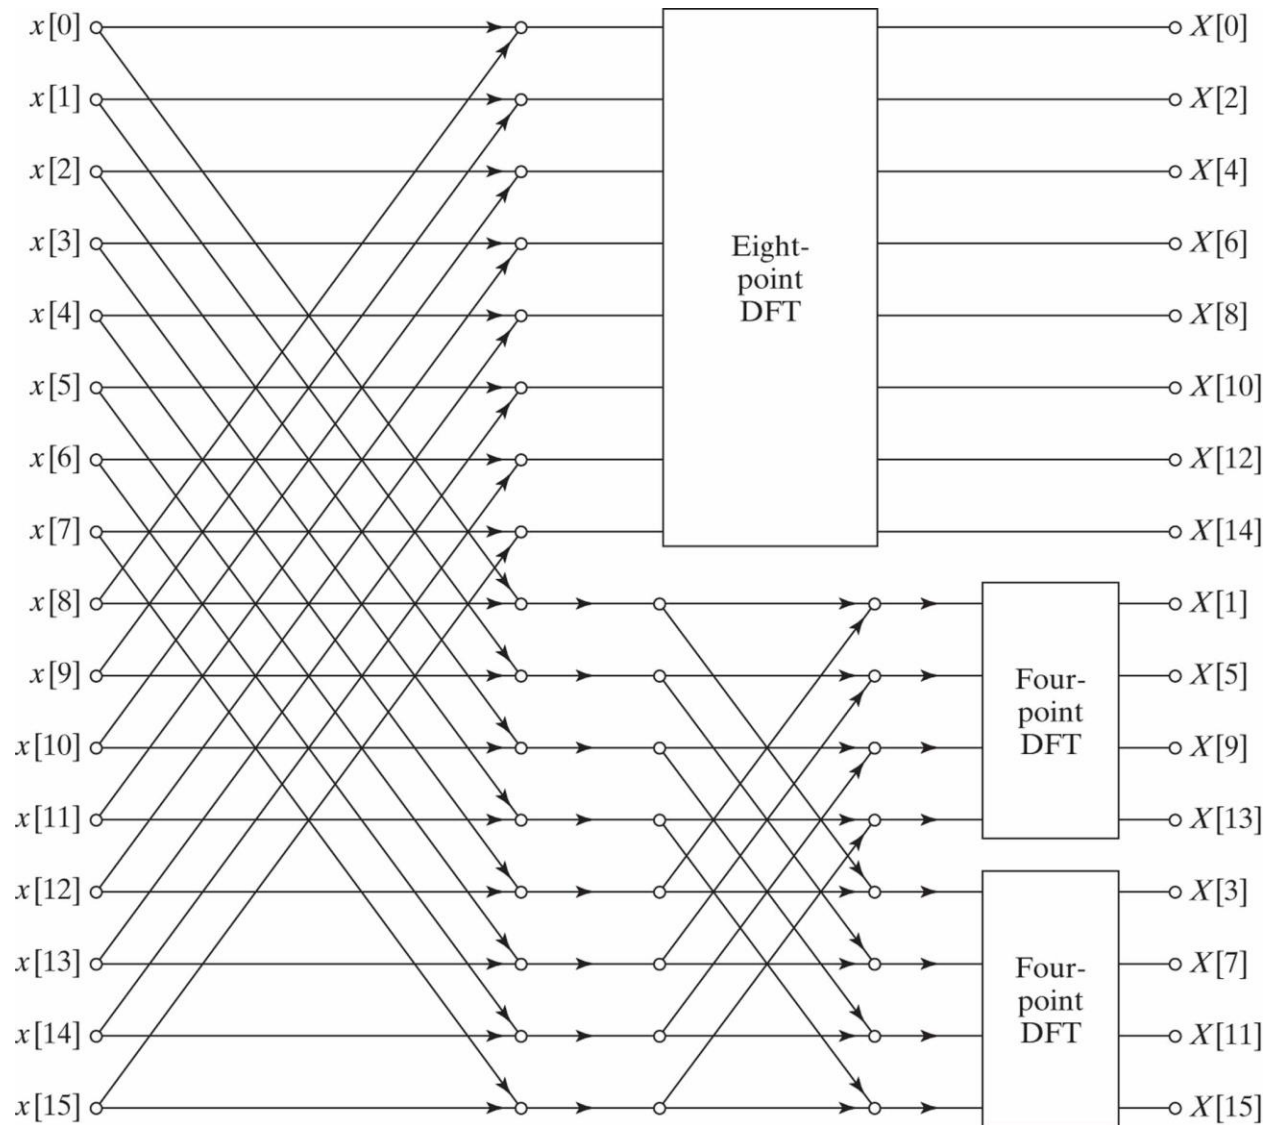 x[0]
X[0]
x[1]
X[2]
x[2]
X[4]
x[3]
X[6]
Eight-
point
DFT
x[4]
X[8]
x[5]
X[10]
x[6]
X[12]
x[7]
X[14]
x[8]
X[1]
x[9]
X[5]
Four-
point
DFT
x[10]
X[9]
x[11]
X[13]
x[12]
X[3]
x[13]
X[7]
Four-
point
DFT
x[14]
X[11]
x[15]
X[15]